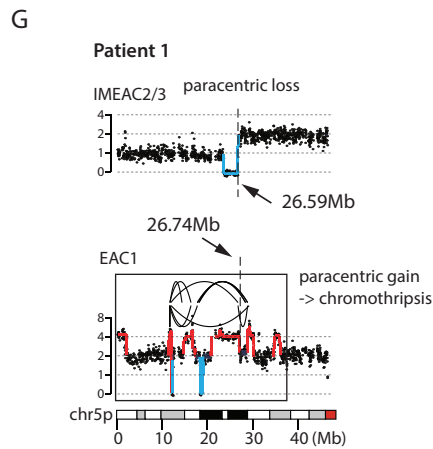 G
Patient 1
IMEAC2/3
paracentric loss
4
2
1
0
26.59Mb
26.74Mb
EAC1
paracentric gain
-> chromothripsis
8
4
2
1
0
chr5p
0 10 20 30 40 (Mb)